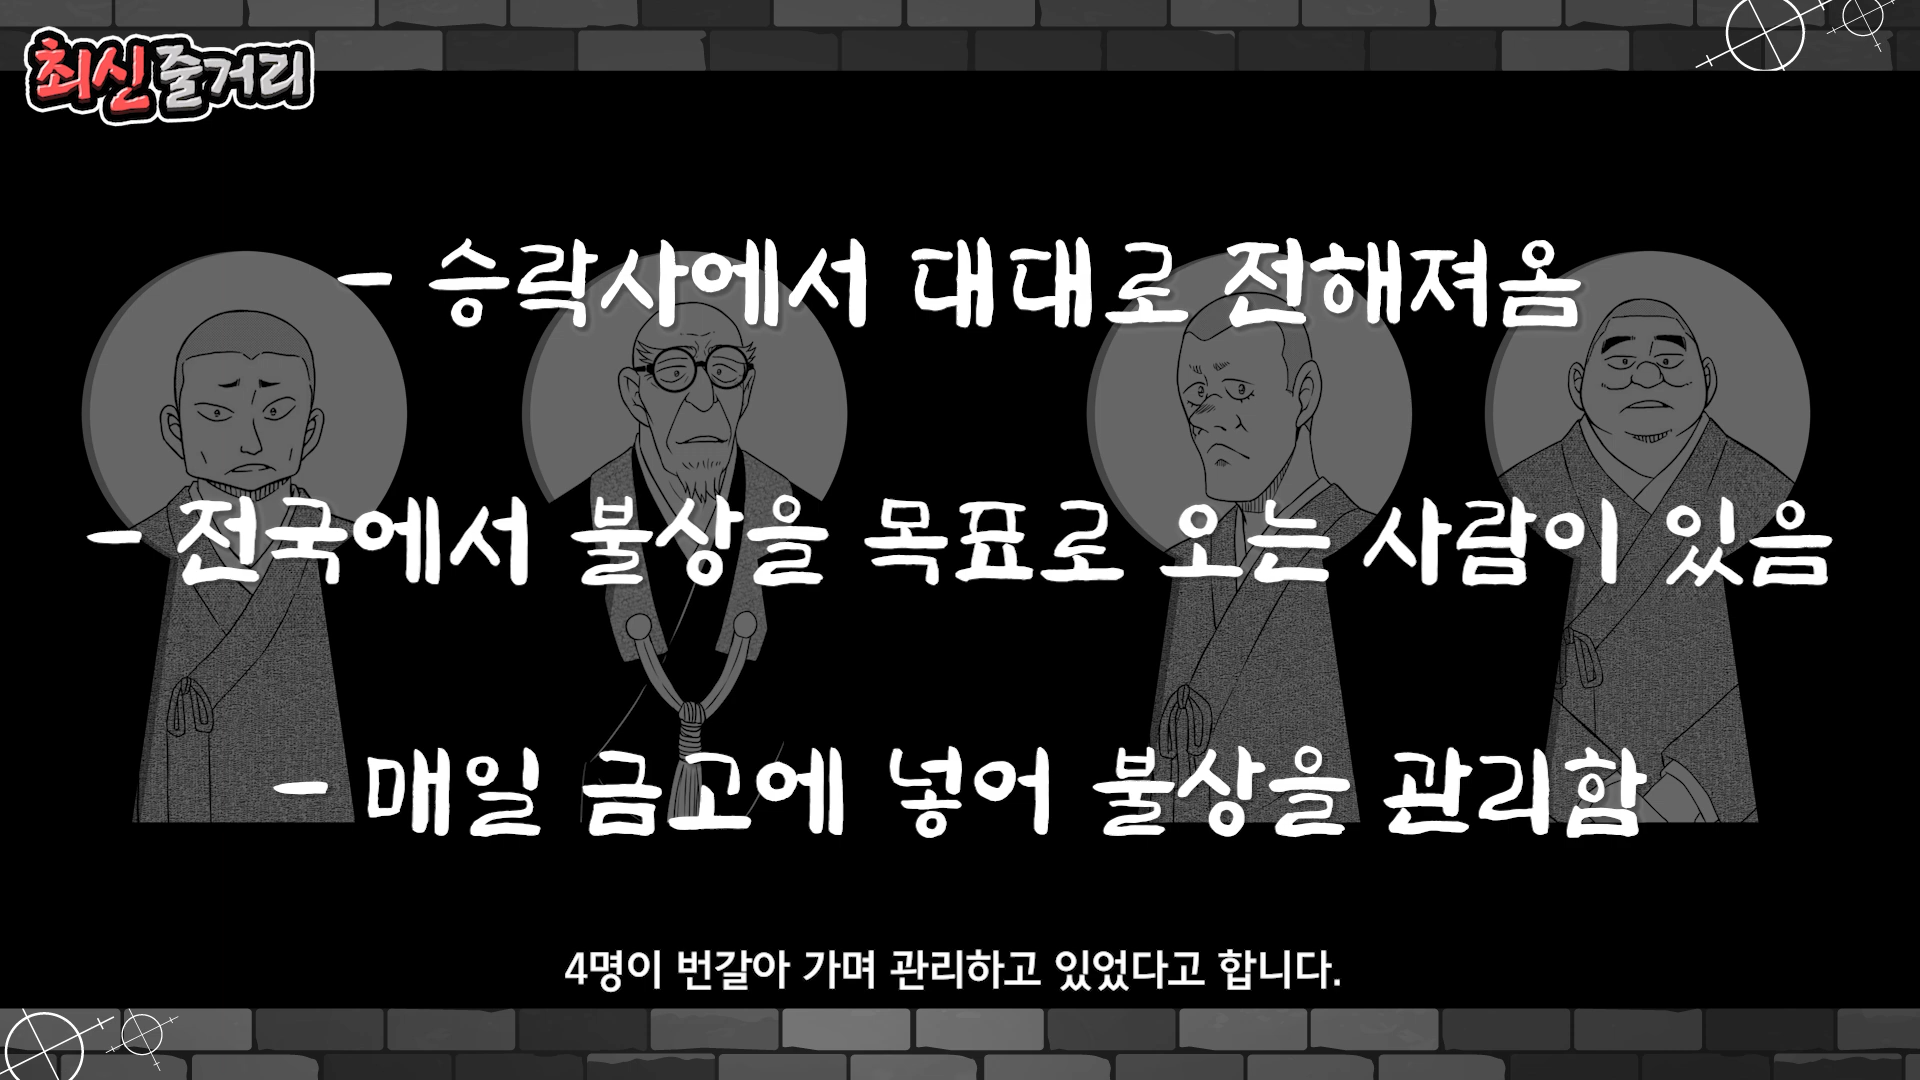 최신줄거리
- 승락사에서 대대로 전해져옴
- 전국에서 불상을 목표로 오는 사람이 있음
- 매일 금고에 넣어 불상을 관리함
4명이 번갈아 가며 관리하고 있었다고 합니다.